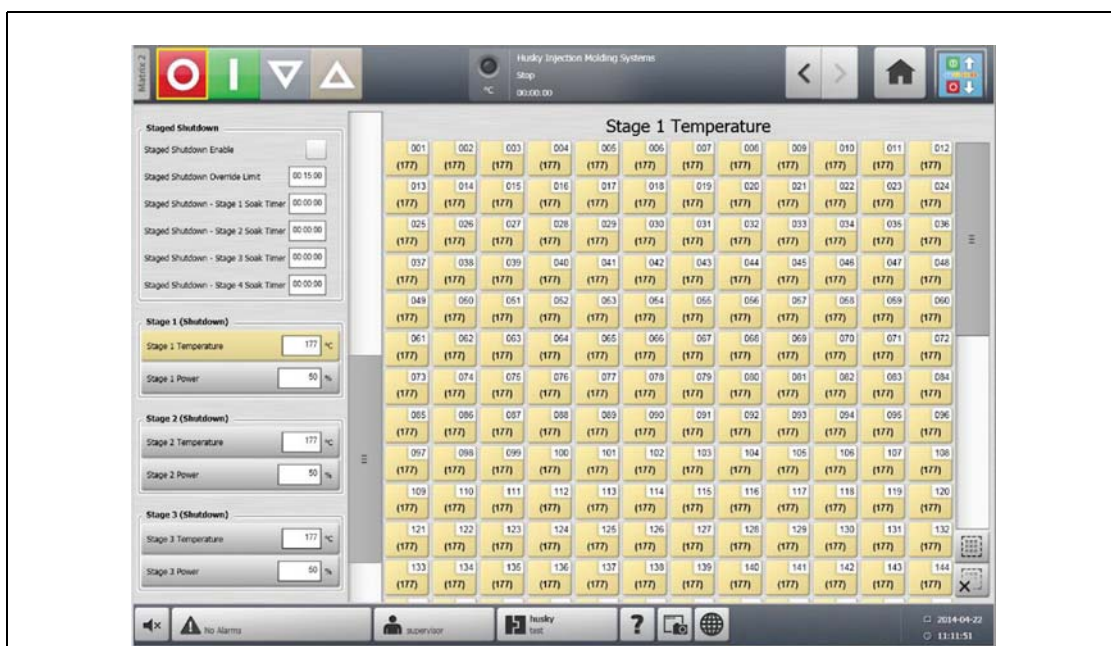 Matrix 2
Husky Injection Molding Systems
Stop
°C 00:00:00
Staged Shutdown
Staged Shutdown Enable
Staged Shutdown Override Limit 00:15:00
Staged Shutdown - Stage 1 Soak Timer 00:00:00
Staged Shutdown - Stage 2 Soak Timer 00:00:00
Staged Shutdown - Stage 3 Soak Timer 00:00:00
Staged Shutdown - Stage 4 Soak Timer 00:00:00
Stage 1 (Shutdown)
Stage 1 Temperature 177 °C
Stage 1 Power 50 %
Stage 2 (Shutdown)
Stage 2 Temperature 177 °C
Stage 2 Power 50 %
Stage 3 (Shutdown)
Stage 3 Temperature 177 °C
Stage 3 Power 50 %
Stage 1 Temperature
001 002 003 004 005 006 007 008 009 010 011 012
(177) (177) (177) (177) (177) (177) (177) (177) (177) (177) (177) (177)
013 014 015 016 017 018 019 020 021 022 023 024
(177) (177) (177) (177) (177) (177) (177) (177) (177) (177) (177) (177)
025 026 027 028 029 030 031 032 033 034 035 036
(177) (177) (177) (177) (177) (177) (177) (177) (177) (177) (177) (177)
037 038 039 040 041 042 043 044 045 046 047 048
(177) (177) (177) (177) (177) (177) (177) (177) (177) (177) (177) (177)
049 050 051 052 053 054 055 056 057 058 059 060
(177) (177) (177) (177) (177) (177) (177) (177) (177) (177) (177) (177)
061 062 063 064 065 066 067 068 069 070 071 072
(177) (177) (177) (177) (177) (177) (177) (177) (177) (177) (177) (177)
073 074 075 076 077 078 079 080 081 082 083 084
(177) (177) (177) (177) (177) (177) (177) (177) (177) (177) (177) (177)
085 086 087 088 089 090 091 092 093 094 095 096
(177) (177) (177) (177) (177) (177) (177) (177) (177) (177) (177) (177)
097 098 099 100 101 102 103 104 105 106 107 108
(177) (177) (177) (177) (177) (177) (177) (177) (177) (177) (177) (177)
109 110 111 112 113 114 115 116 117 118 119 120
(177) (177) (177) (177) (177) (177) (177) (177) (177) (177) (177) (177)
121 122 123 124 125 126 127 128 129 130 131 132
(177) (177) (177) (177) (177) (177) (177) (177) (177) (177) (177) (177)
133 134 135 136 137 138 139 140 141 142 143 144
(177) (177) (177) (177) (177) (177) (177) (177) (177) (177) (177) (177)
No Alarms
supervisor
husky
test
?
2014-04-22
11:11:51